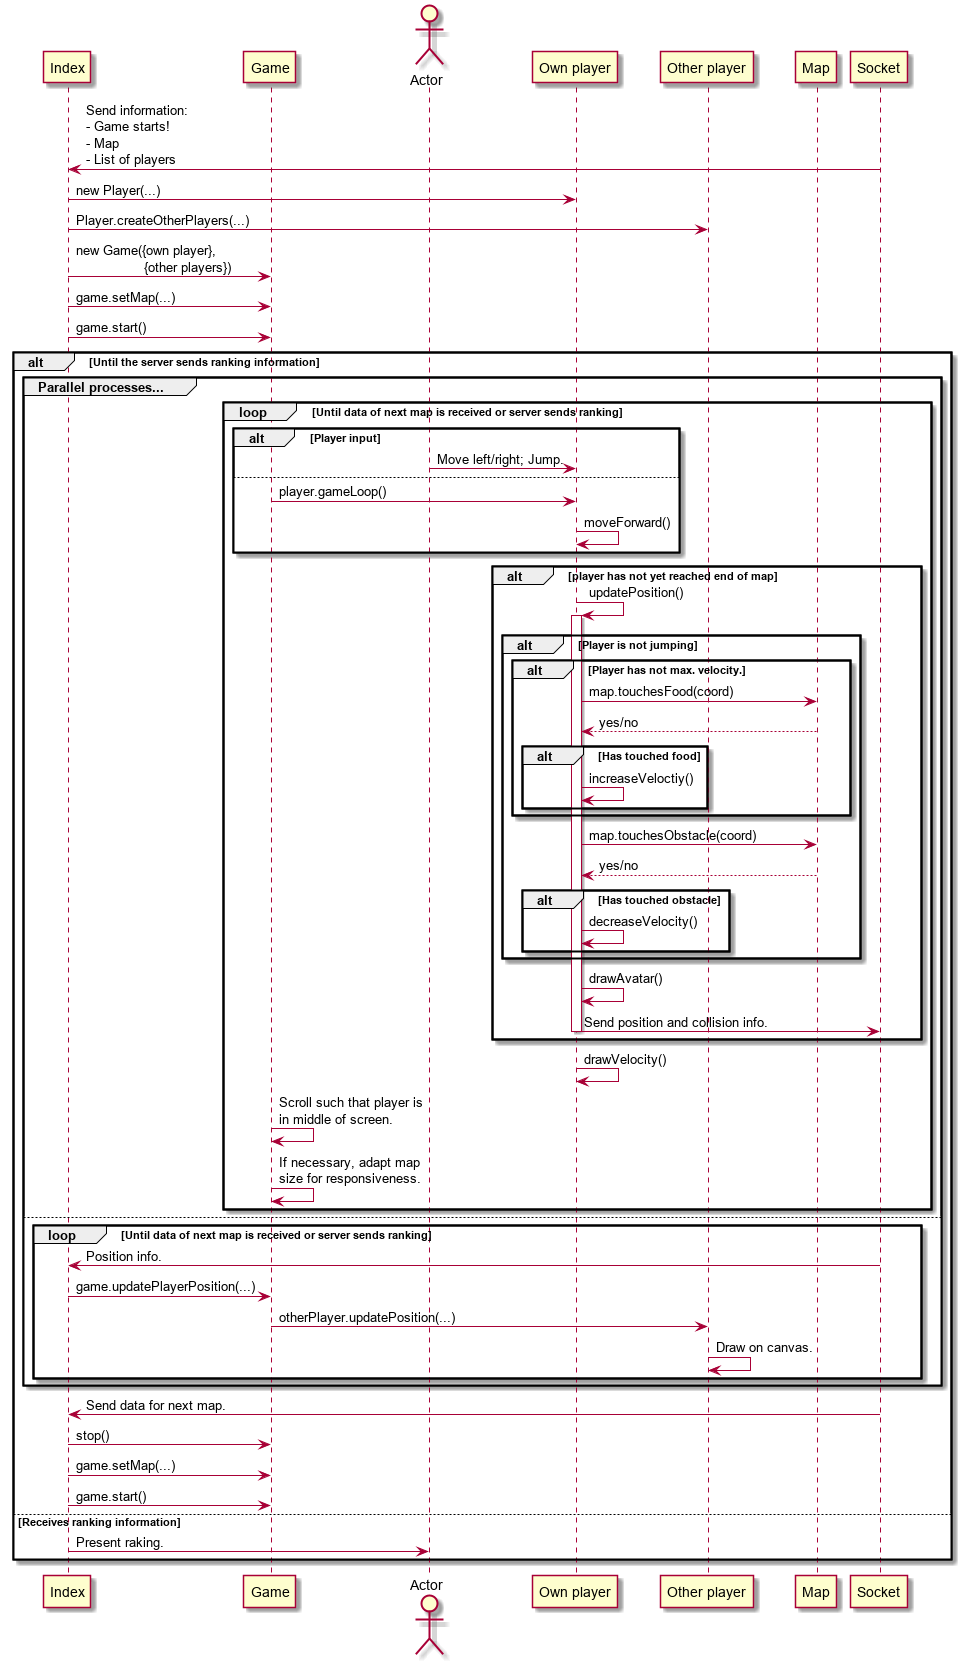 Actor
Index
Game
Own player
Other player
Map
Socket
Send information:
- Game starts!
- Map
- List of players
new Player(...)
Player.createOtherPlayers(...)
new Game({own player},
{other players})
game.setMap(...)
game.start()
alt [Until the server sends ranking information]
Parallel processes...
loop [Until data of next map is received or server sends ranking]
alt [Player input]
Move left/right; Jump.
player.gameLoop()
moveForward()
alt [player has not yet reached end of map]
updatePosition()
alt [Player is not jumping]
alt [Player has not max. velocity.]
map.touchesFood(coord)
yes/no
alt [Has touched food]
increaseVeloctiy()
map.touchesObstacle(coord)
yes/no
alt [Has touched obstacle]
decreaseVelocity()
drawAvatar()
Send position and collision info.
drawVelocity()
Scroll such that player is
in middle of screen.
If necessary, adapt map
size for responsiveness.
loop [Until data of next map is received or server sends ranking]
Position info.
game.updatePlayerPosition(...)
otherPlayer.updatePosition(...)
Draw on canvas.
Send data for next map.
stop()
game.setMap(...)
game.start()
[Receives ranking information]
Present raking.
Index
Game
Actor
Own player
Other player
Map
Socket